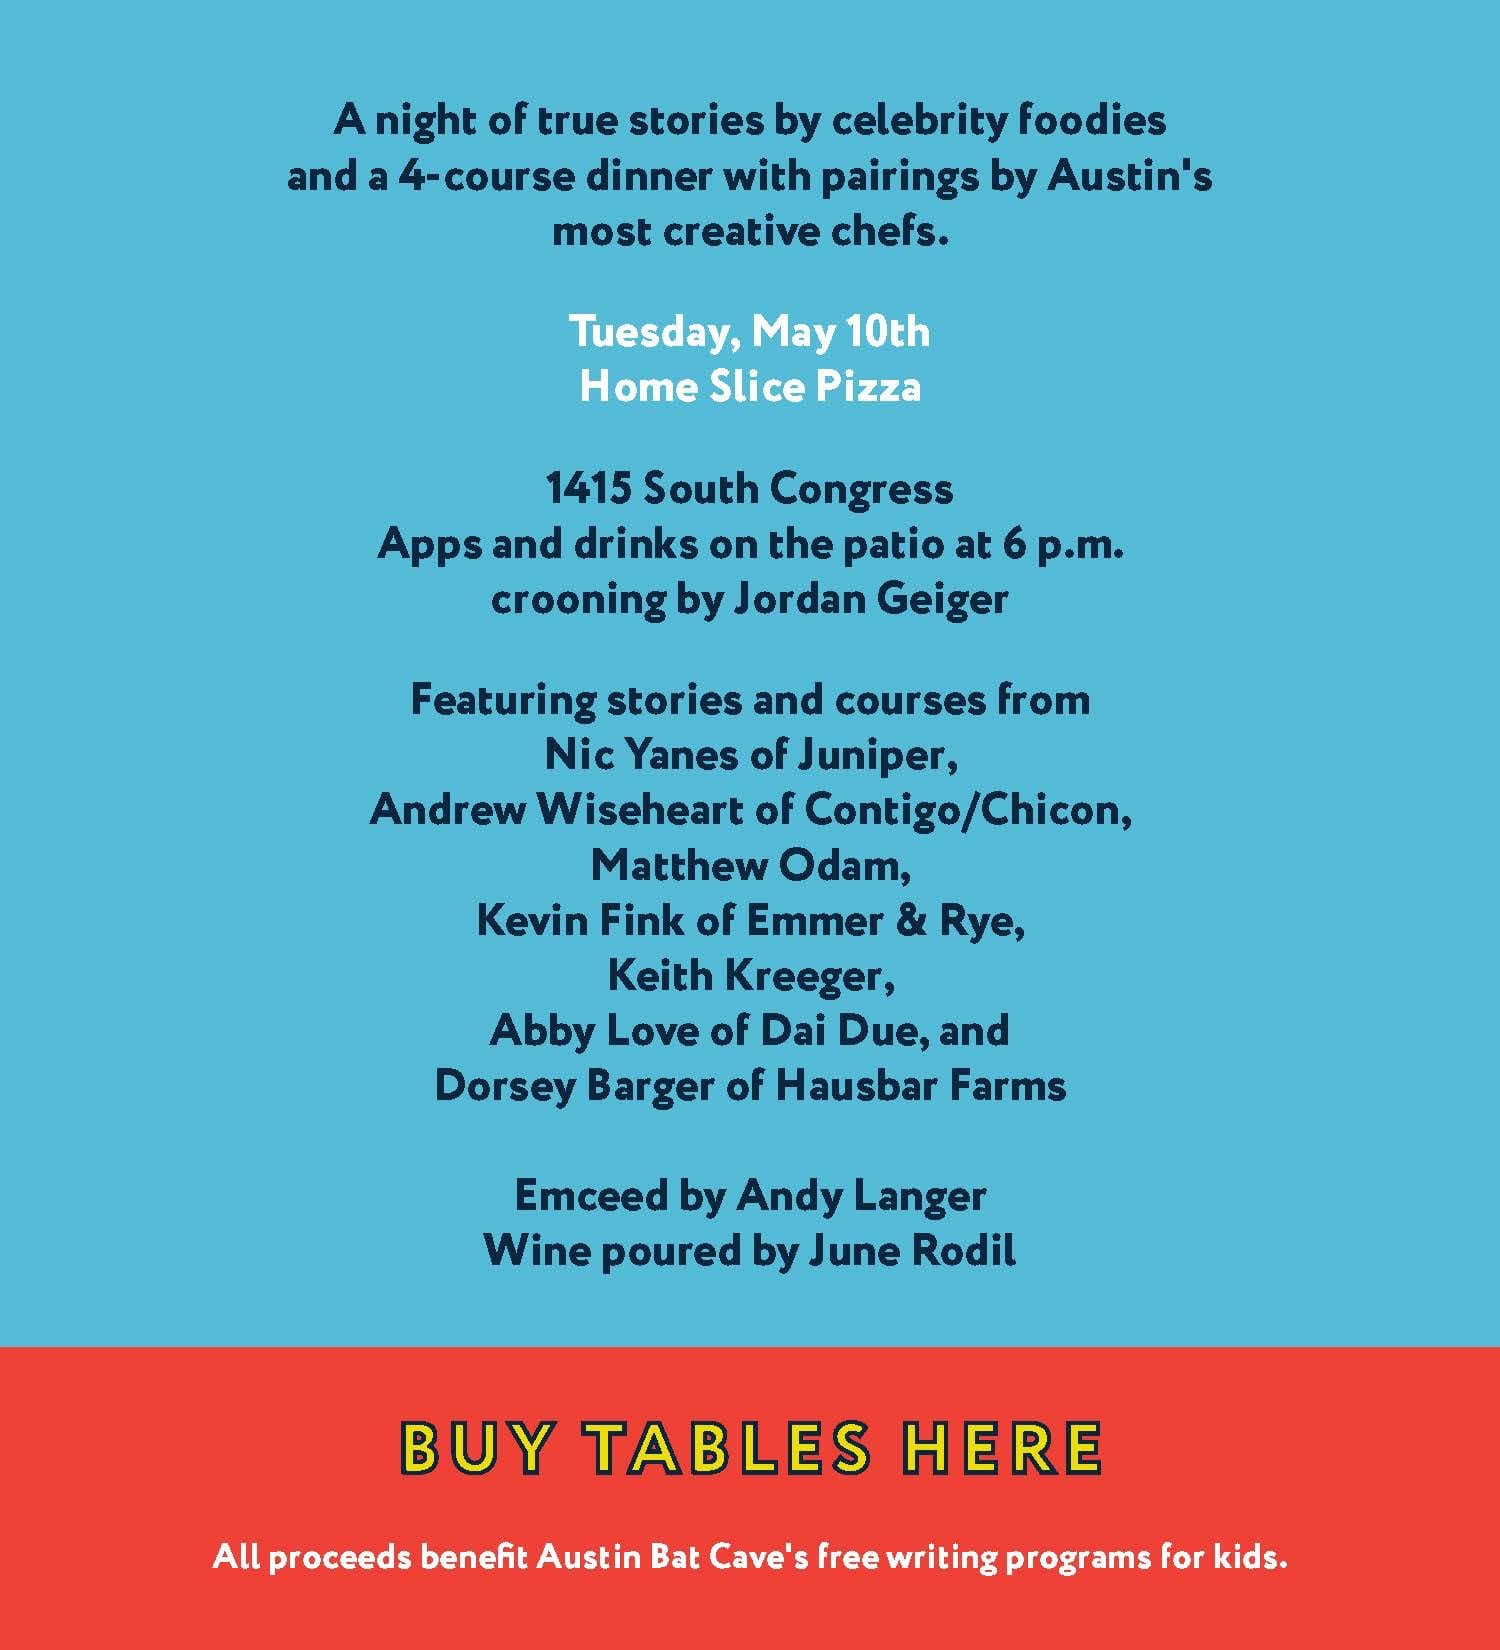 A night of true stories by celebrity foodies
and a 4-course dinner with pairings by Austin's
most creative chefs.
Tuesday, May 10th
Home Slice Pizza
1415 South Congress
Apps and drinks on the patio at 6 p.m.
crooning by Jordan Geiger
Featuring stories and courses from
Nic Yanes of Juniper,
Andrew Wiseheart of Contigo/Chicon,
Matthew Odam,
Kevin Fink of Emmer & Rye,
Keith Kreeger,
Abby Love of Dai Due, and
Dorsey Barger of Hausbar Farms
Emceed by Andy Langer
Wine poured by June Rodil
BUY TABLES HERE
All proceeds benefit Austin Bat Cave's free writing programs for kids.